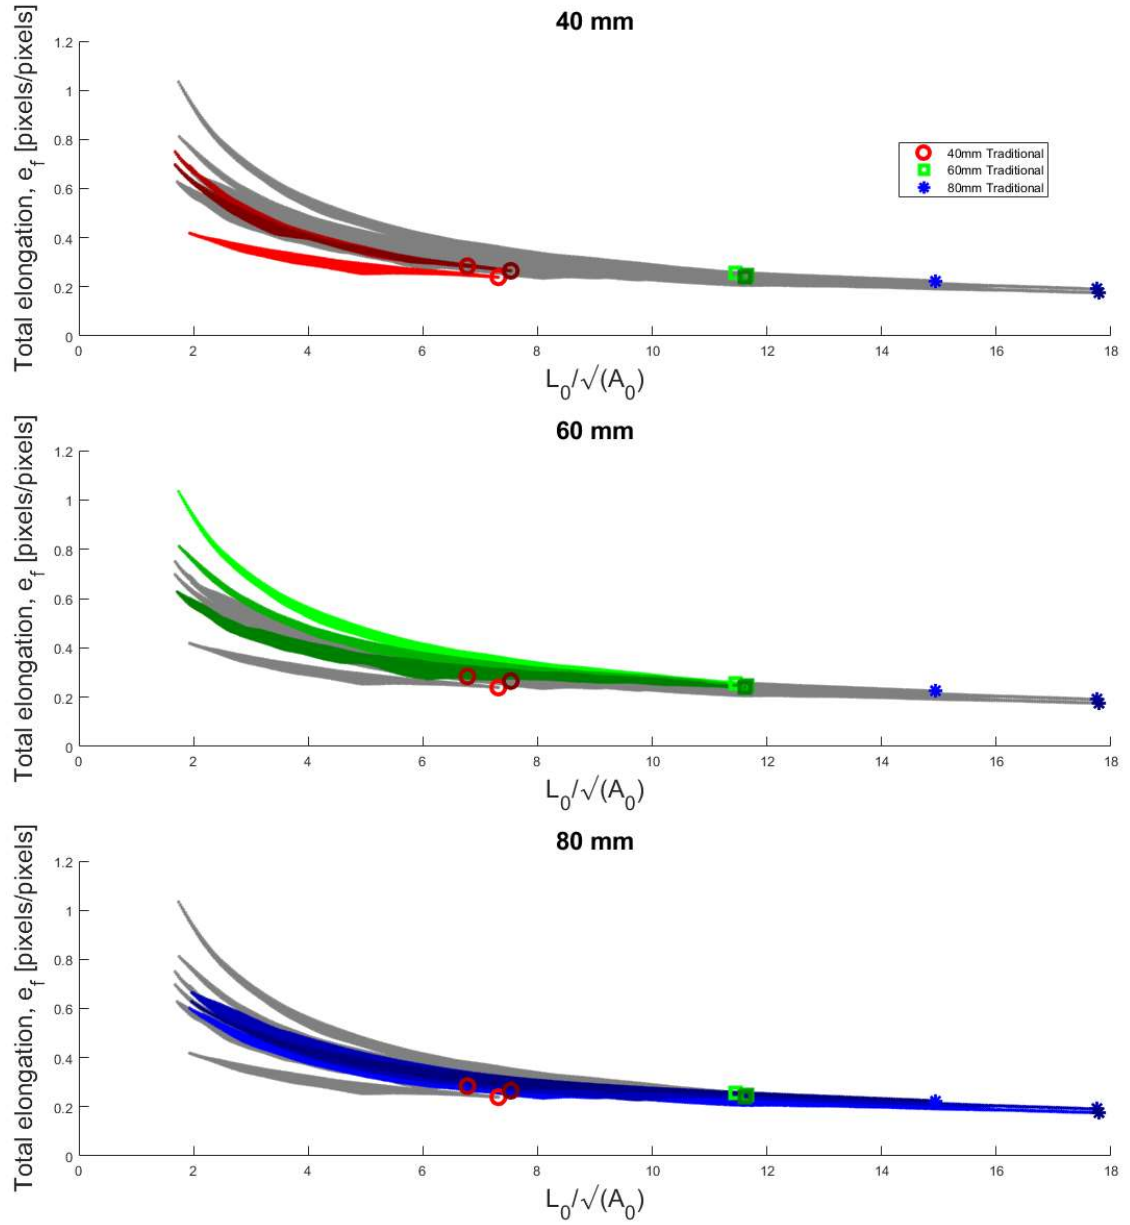 40 mm
Total elongation, e_f [pixels/pixels]
1.2
1
0.8
0.6
0.4
0.2
0
0 2 4 6 8 10 12 14 16 18
L_0/√(A_0)
40mm Traditional
60mm Traditional
80mm Traditional
60 mm
Total elongation, e_f [pixels/pixels]
1.2
1
0.8
0.6
0.4
0.2
0
0 2 4 6 8 10 12 14 16 18
L_0/√(A_0)
80 mm
Total elongation, e_f [pixels/pixels]
1.2
1
0.8
0.6
0.4
0.2
0
0 2 4 6 8 10 12 14 16 18
L_0/√(A_0)